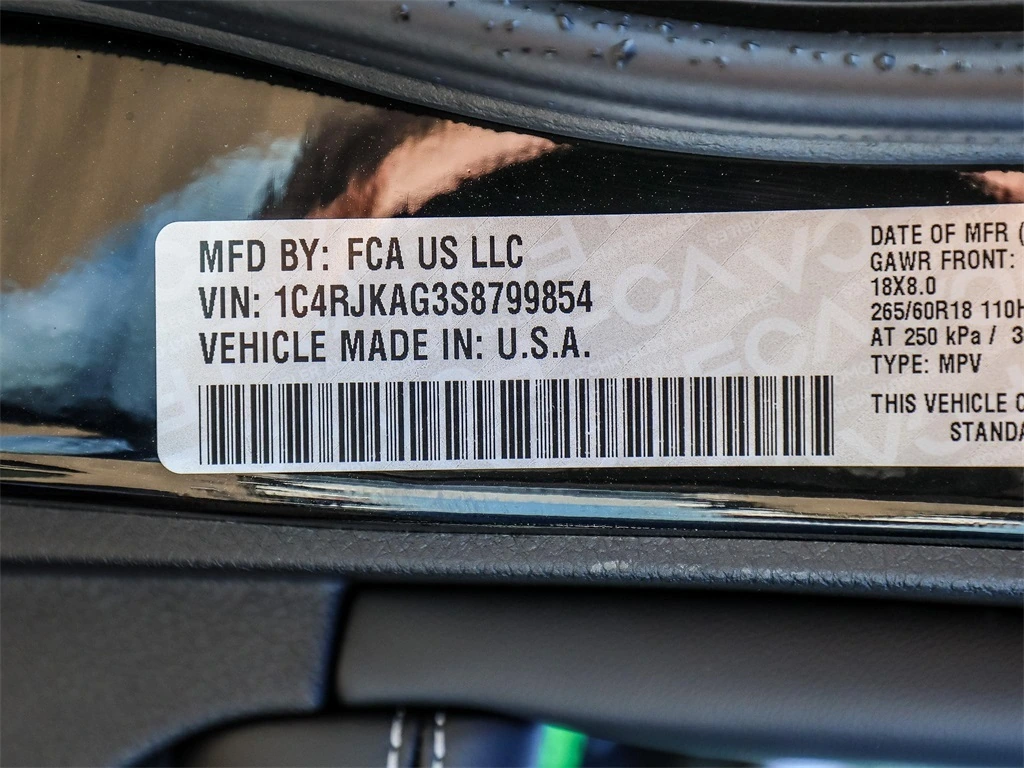 MFD BY: FCA US LLC
VIN: 1C4RJKAG3S8799854
VEHICLE MADE IN: U.S.A.
DATE OF MFR (
GAWR FRONT:
18X8.0
265/60R18 110H
AT 250 kPa / 3
TYPE: MPV
THIS VEHICLE C
STANDA